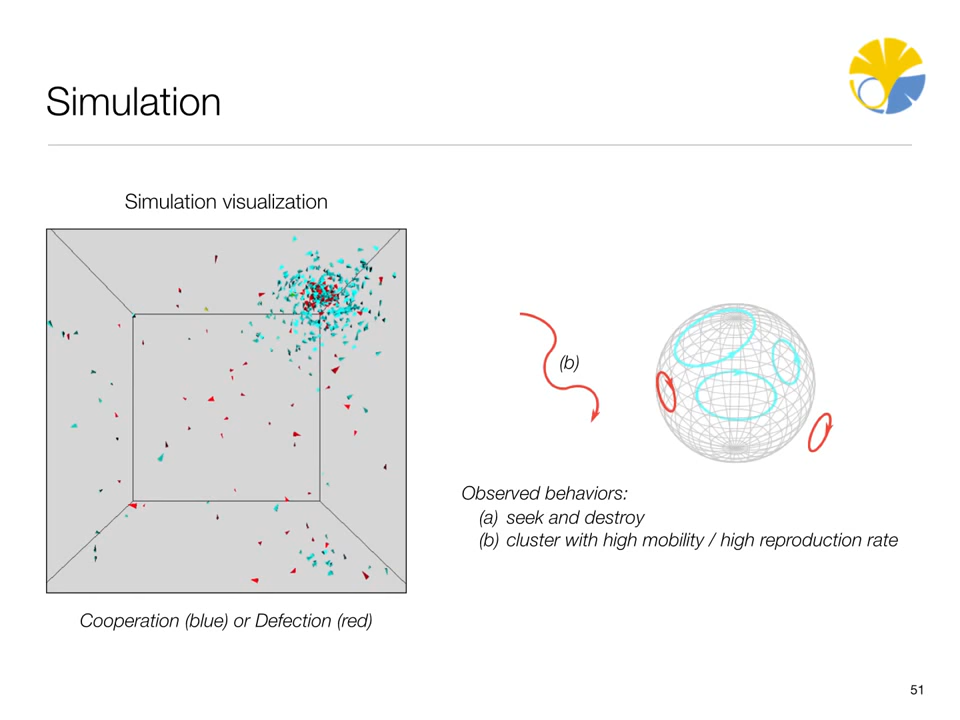 Simulation
Simulation visualization
(b)
Observed behaviors:
(a) seek and destroy
(b) cluster with high mobility / high reproduction rate
Cooperation (blue) or Defection (red)
51